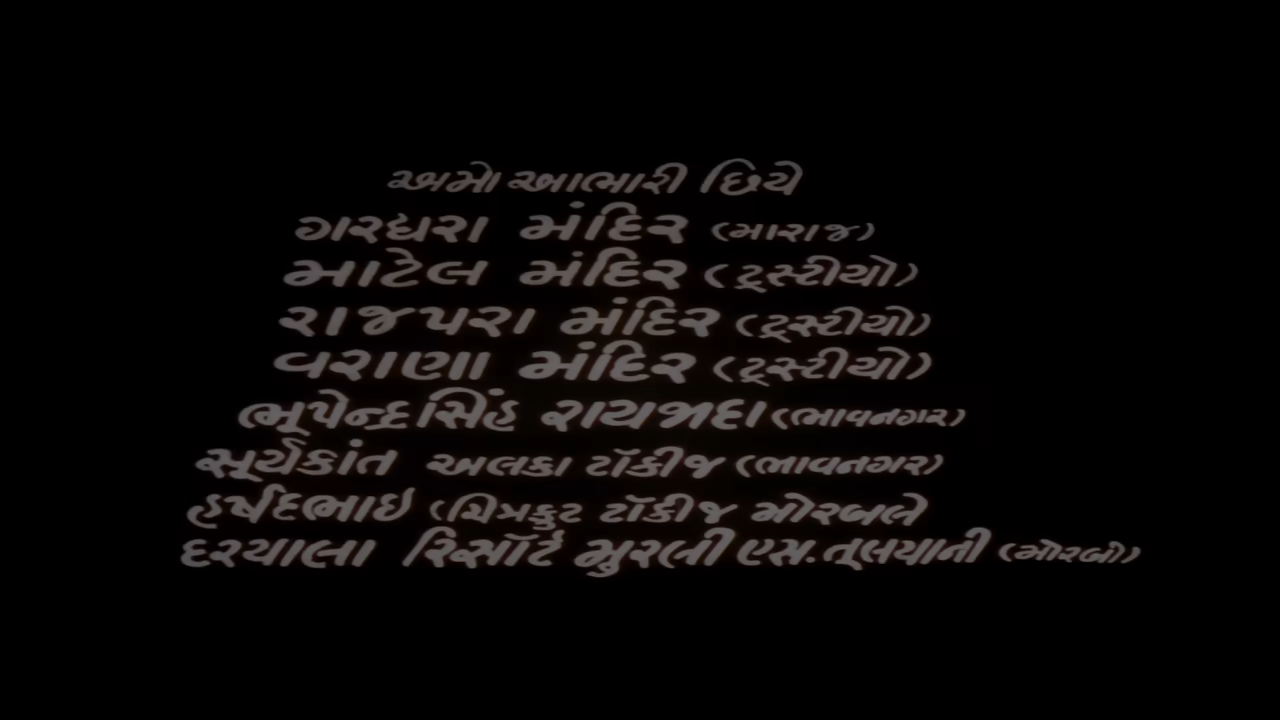 અમો આભારી છિયે
ગરધરા મંદિર (મારાજ)
માટેલ મંદિર (ટ્રસ્ટીયો)
રાજપરા મંદિર (ટ્રસ્ટીયો)
વરાણા મંદિર (ટ્રસ્ટીયો)
ભૂપેન્દ્રસિંહ રાયજાદા (ભાવનગર)
સૂર્યકાંત અલકા ટૉકીજ (ભાવનગર)
હર્ષદભાઇ (ચિત્રકુટ ટૉકીજ મોરબલે
દરયાલા રિસૉર્ટ મુરલી એસ. તૂલયાની (મોરબી)